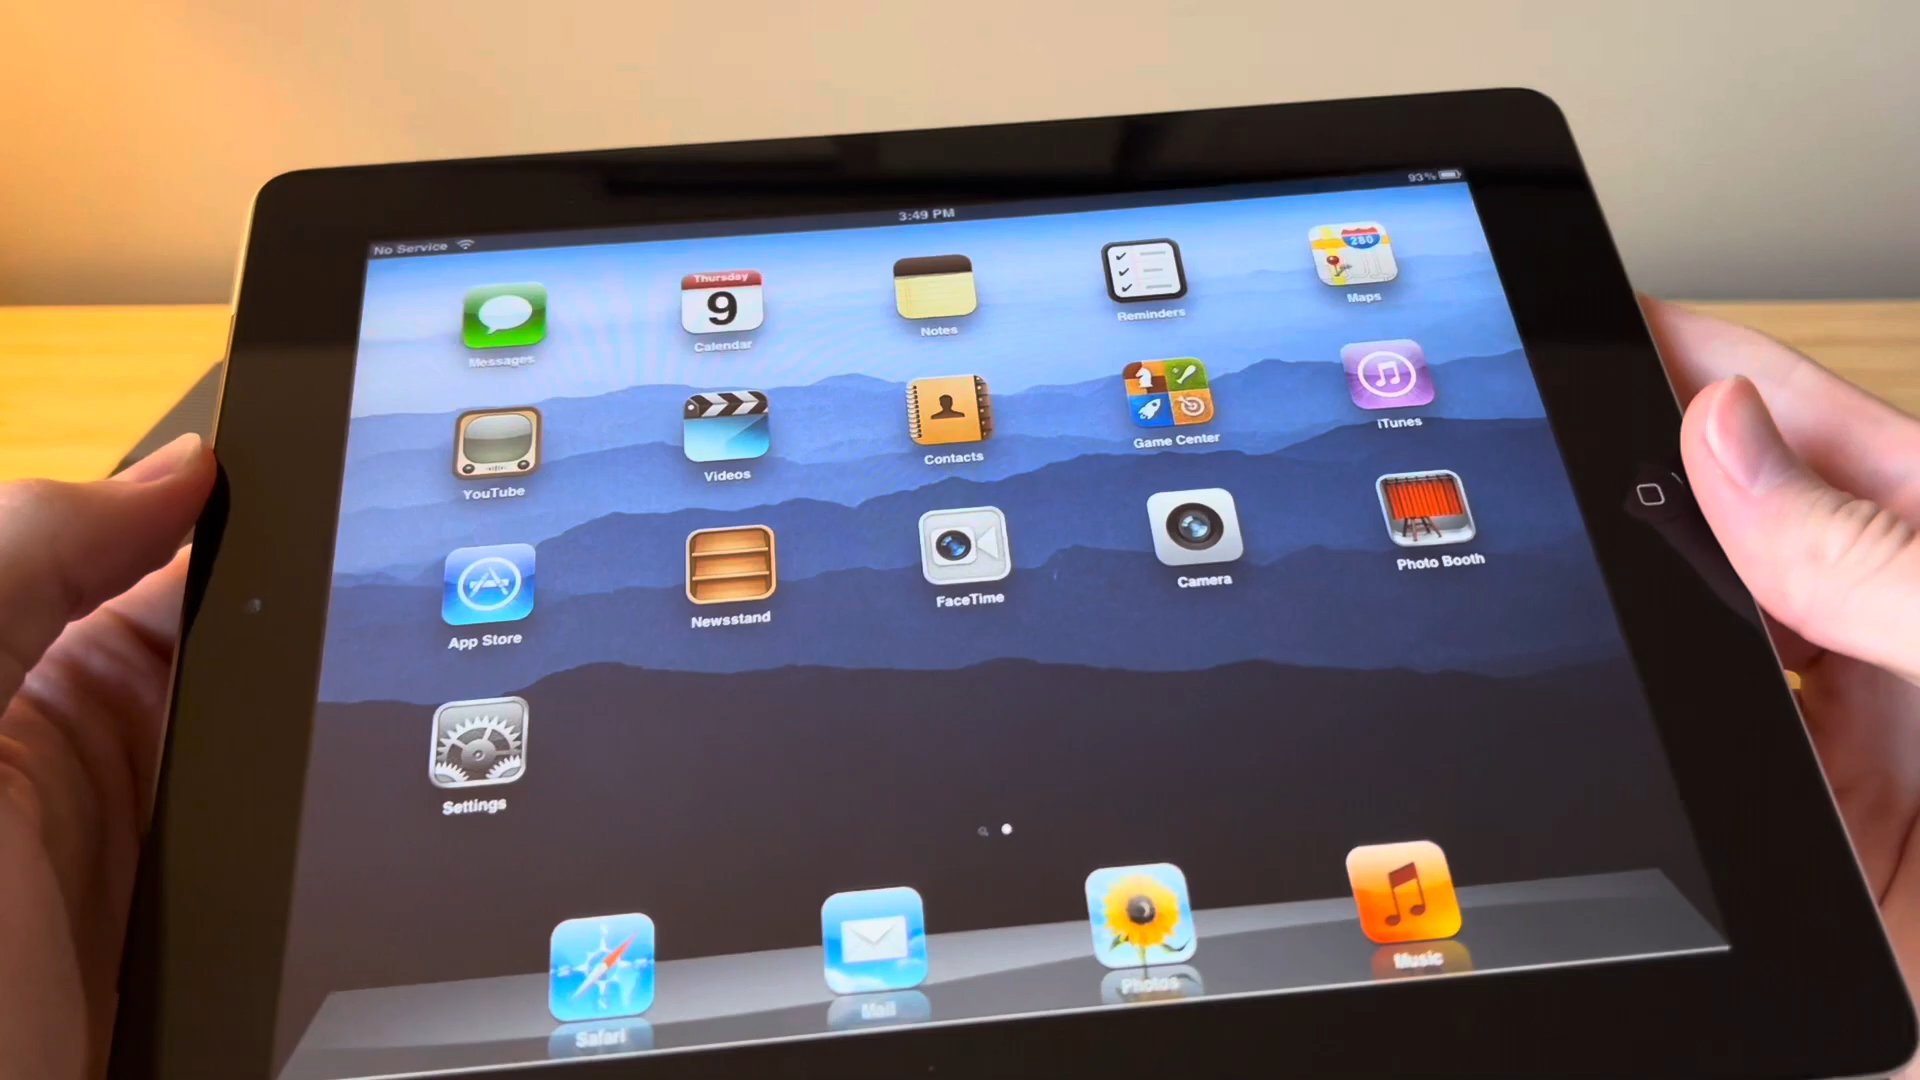 No Service
3:49 PM
93%
Messages
Thursday
9
Calendar
Notes
Reminders
280
Maps
YouTube
Videos
Contacts
Game Center
iTunes
App Store
Newsstand
FaceTime
Camera
Photo Booth
Settings
Safari
Mail
Photos
Music